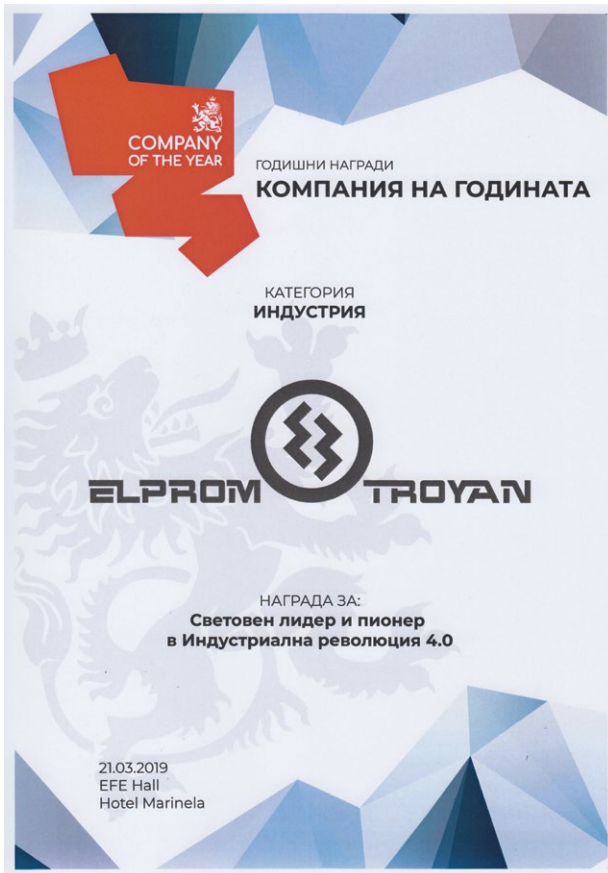 COMPANY
OF THE YEAR
ГОДИШНИ НАГРАДИ
КОМПАНИЯ НА ГОДИНАТА
КАТЕГОРИЯ
ИНДУСТРИЯ
ELPROM TROYAN
НАГРАДА ЗА:
Световен лидер и пионер
в Индустриална революция 4.0
21.03.2019
EFE Hall
Hotel Marinela